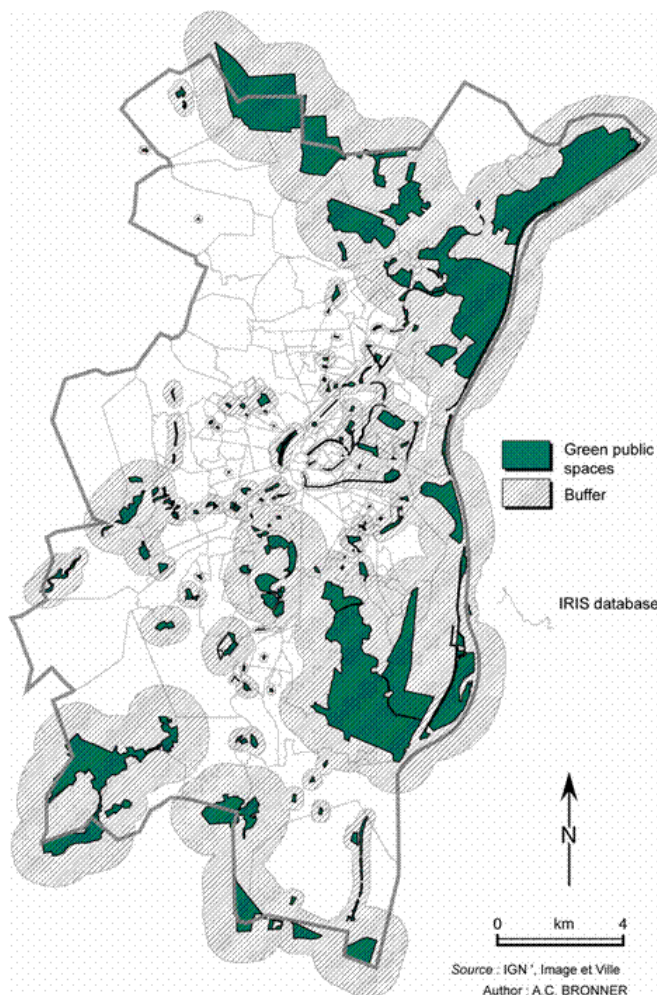 Green public
spaces
Buffer
IRIS database
N
0 km 4
Source : IGN ', Image et Ville
Author : A.C. BRONNER